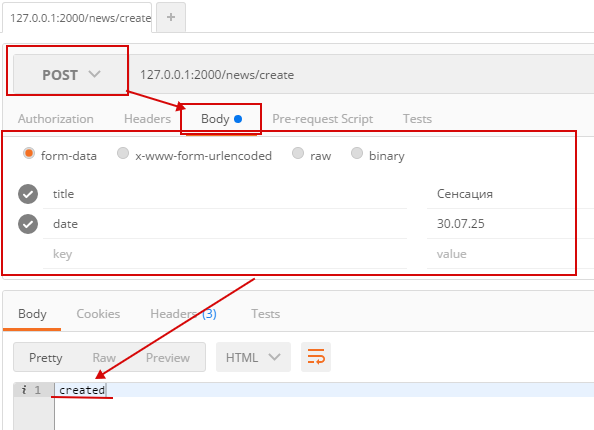 127.0.0.1:2000/news/create +
POST 127.0.0.1:2000/news/create
Authorization Headers Body Pre-request Script Tests
form-data x-www-form-urlencoded raw binary
title Сенсация
date 30.07.25
key value
Body Cookies Headers (3) Tests
Pretty Raw Preview HTML
i 1 created